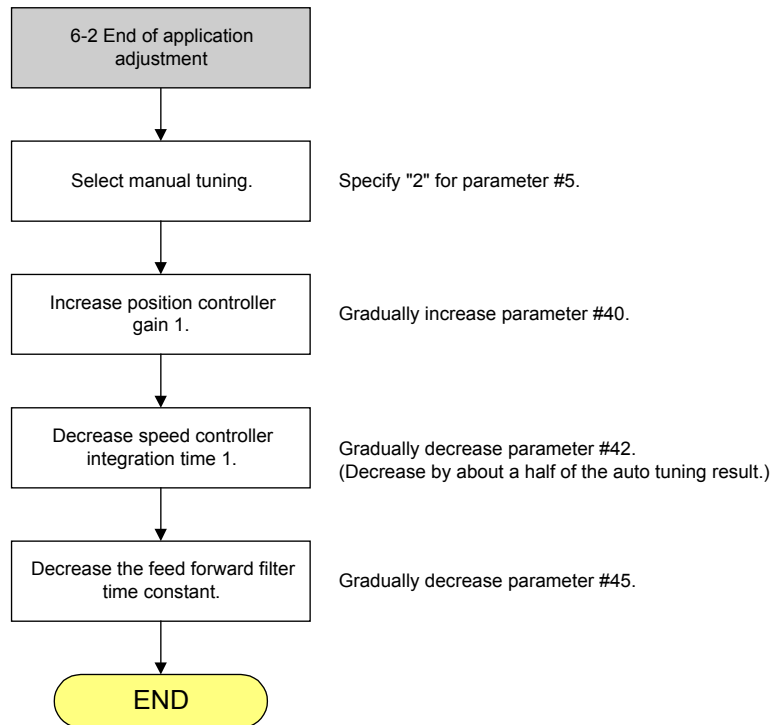 6-2 End of application
adjustment
Select manual tuning.
Specify "2" for parameter #5.
Increase position controller
gain 1.
Gradually increase parameter #40.
Decrease speed controller
integration time 1.
Gradually decrease parameter #42.
(Decrease by about a half of the auto tuning result.)
Decrease the feed forward filter
time constant.
Gradually decrease parameter #45.
END